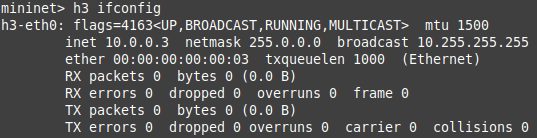 mininet> h3 ifconfig
h3-eth0: flags=4163<UP,BROADCAST,RUNNING,MULTICAST>  mtu 1500
        inet 10.0.0.3  netmask 255.0.0.0  broadcast 10.255.255.255
        ether 00:00:00:00:00:03  txqueuelen 1000  (Ethernet)
        RX packets 0  bytes 0 (0.0 B)
        RX errors 0  dropped 0  overruns 0  frame 0
        TX packets 0  bytes 0 (0.0 B)
        TX errors 0  dropped 0 overruns 0  carrier 0  collisions 0